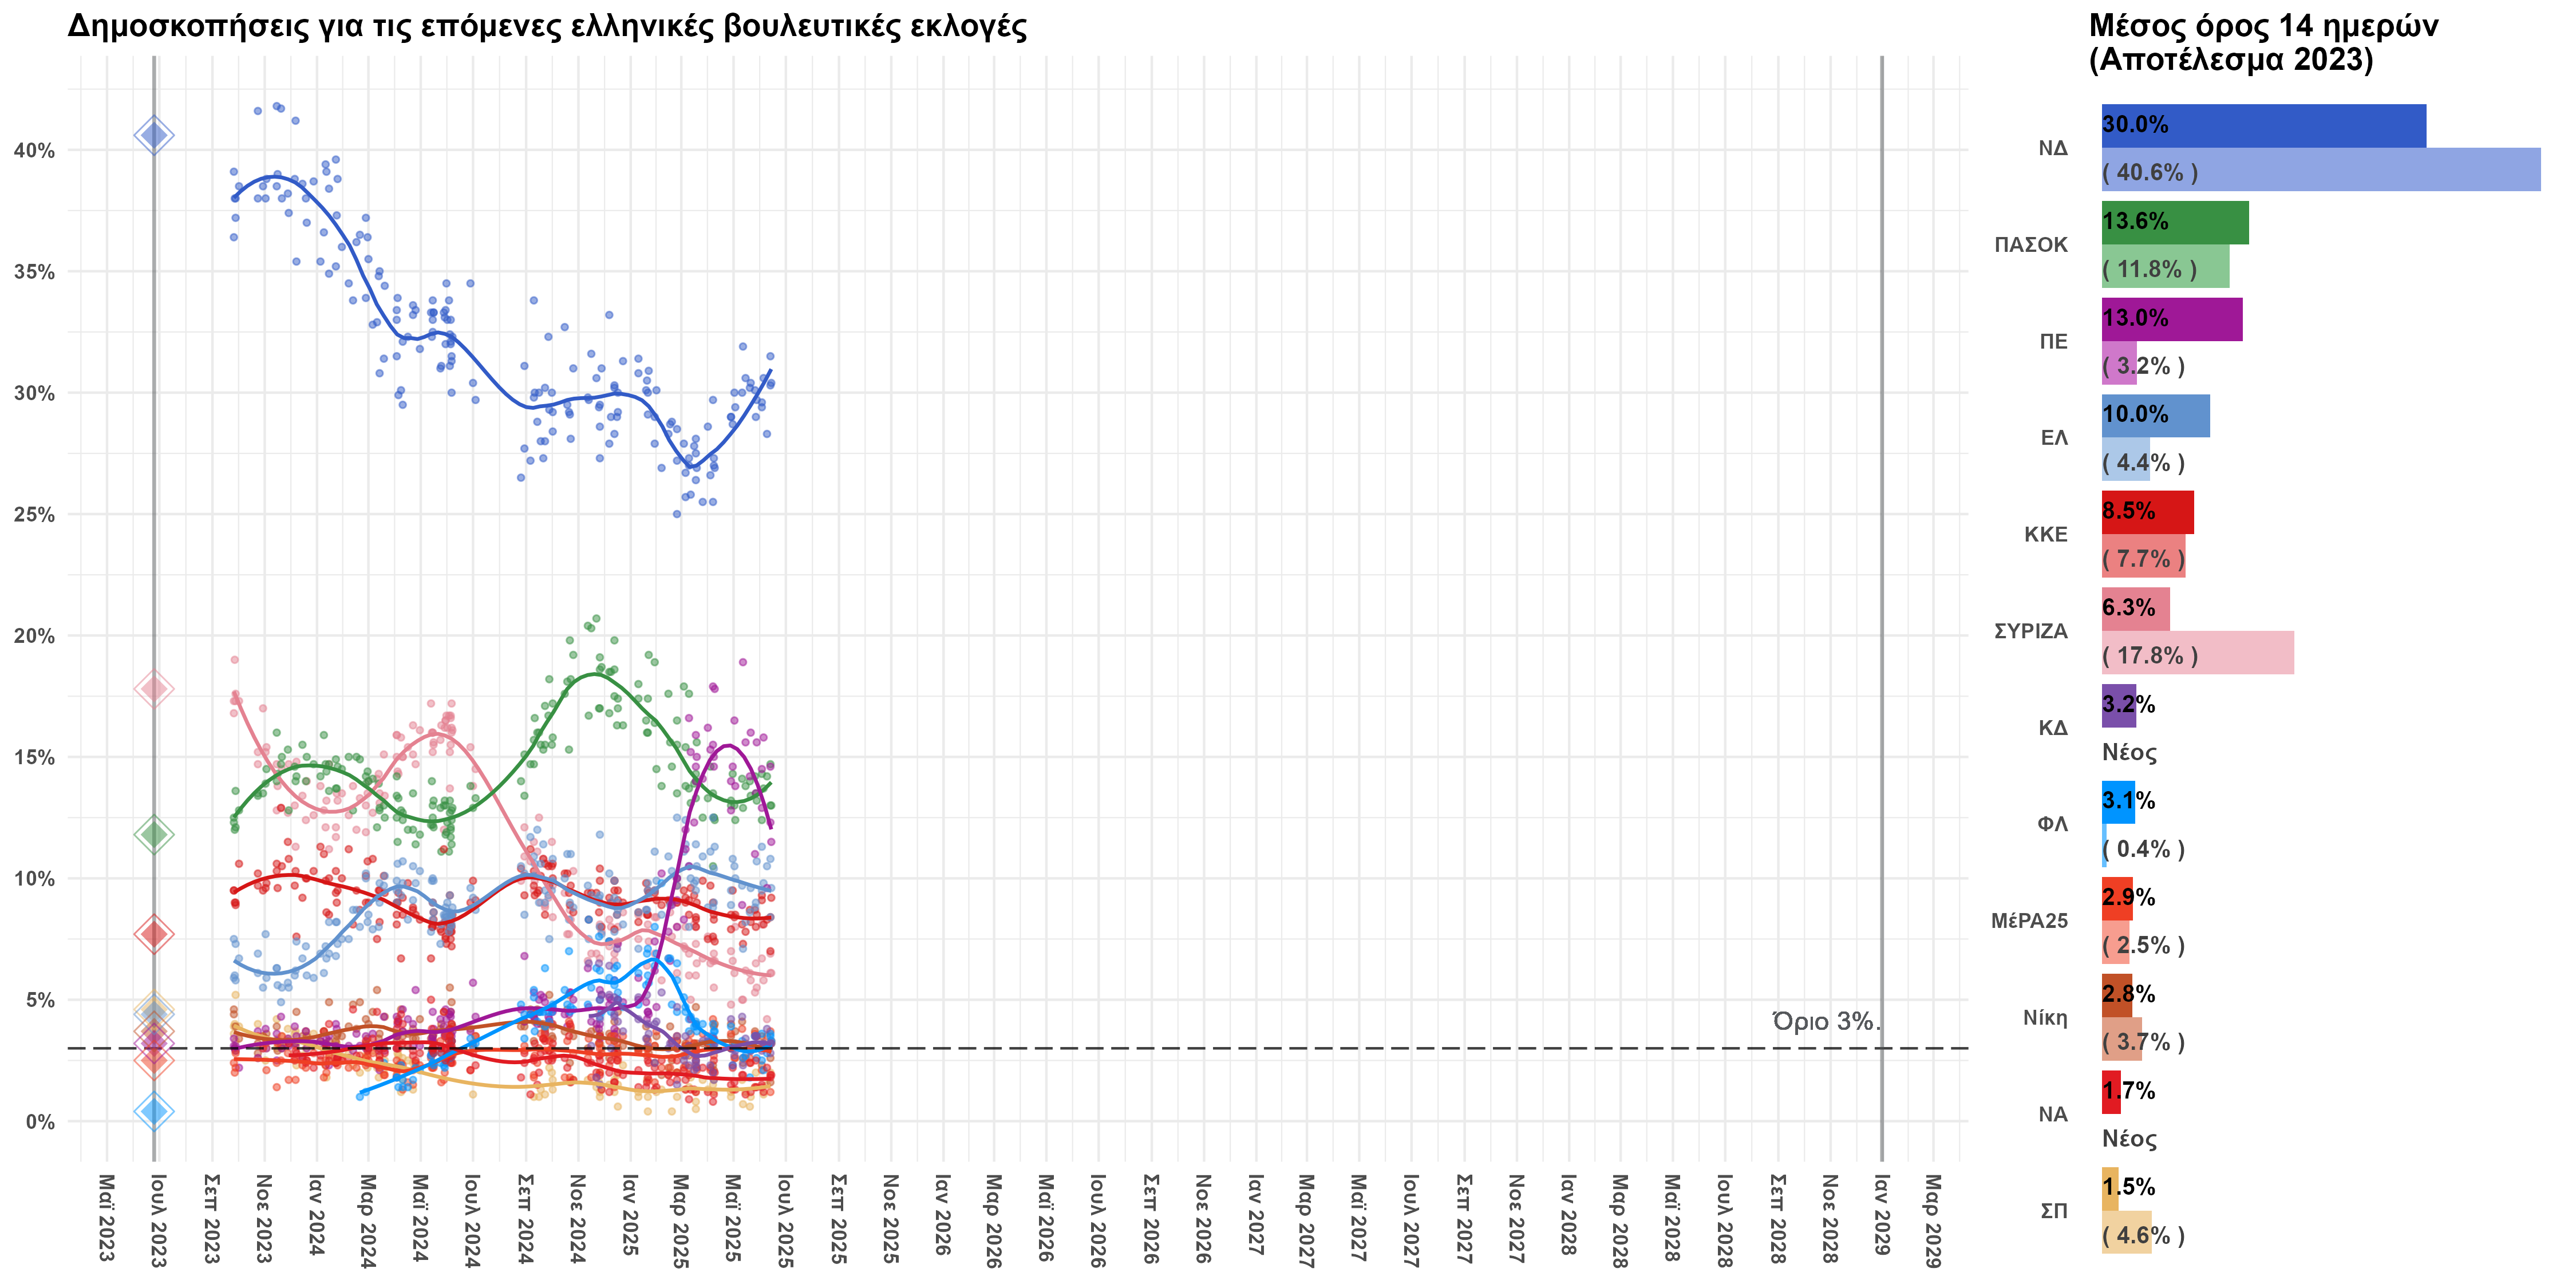 Δημοσκοπήσεις για τις επόμενες ελληνικές βουλευτικές εκλογές
Μέσος όρος 14 ημερών
(Αποτέλεσμα 2023)
40%
35%
30%
25%
20%
15%
10%
5%
0%
Όριο 3%.
Μαϊ 2023
Ιουλ 2023
Σεπ 2023
Νοε 2023
Ιαν 2024
Μαρ 2024
Μαϊ 2024
Ιουλ 2024
Σεπ 2024
Νοε 2024
Ιαν 2025
Μαρ 2025
Μαϊ 2025
Ιουλ 2025
Σεπ 2025
Νοε 2025
Ιαν 2026
Μαρ 2026
Μαϊ 2026
Ιουλ 2026
Σεπ 2026
Νοε 2026
Ιαν 2027
Μαρ 2027
Μαϊ 2027
Ιουλ 2027
Σεπ 2027
Νοε 2027
Ιαν 2028
Μαρ 2028
Μαϊ 2028
Ιουλ 2028
Σεπ 2028
Νοε 2028
Ιαν 2029
Μαρ 2029
ΝΔ
30.0%
( 40.6% )
ΠΑΣΟΚ
13.6%
( 11.8% )
ΠΕ
13.0%
( 3.2% )
ΕΛ
10.0%
( 4.4% )
ΚΚΕ
8.5%
( 7.7% )
ΣΥΡΙΖΑ
6.3%
( 17.8% )
ΚΔ
3.2%
Νέος
ΦΛ
3.1%
( 0.4% )
ΜέΡΑ25
2.9%
( 2.5% )
Νίκη
2.8%
( 3.7% )
ΝΑ
1.7%
Νέος
ΣΠ
1.5%
( 4.6% )